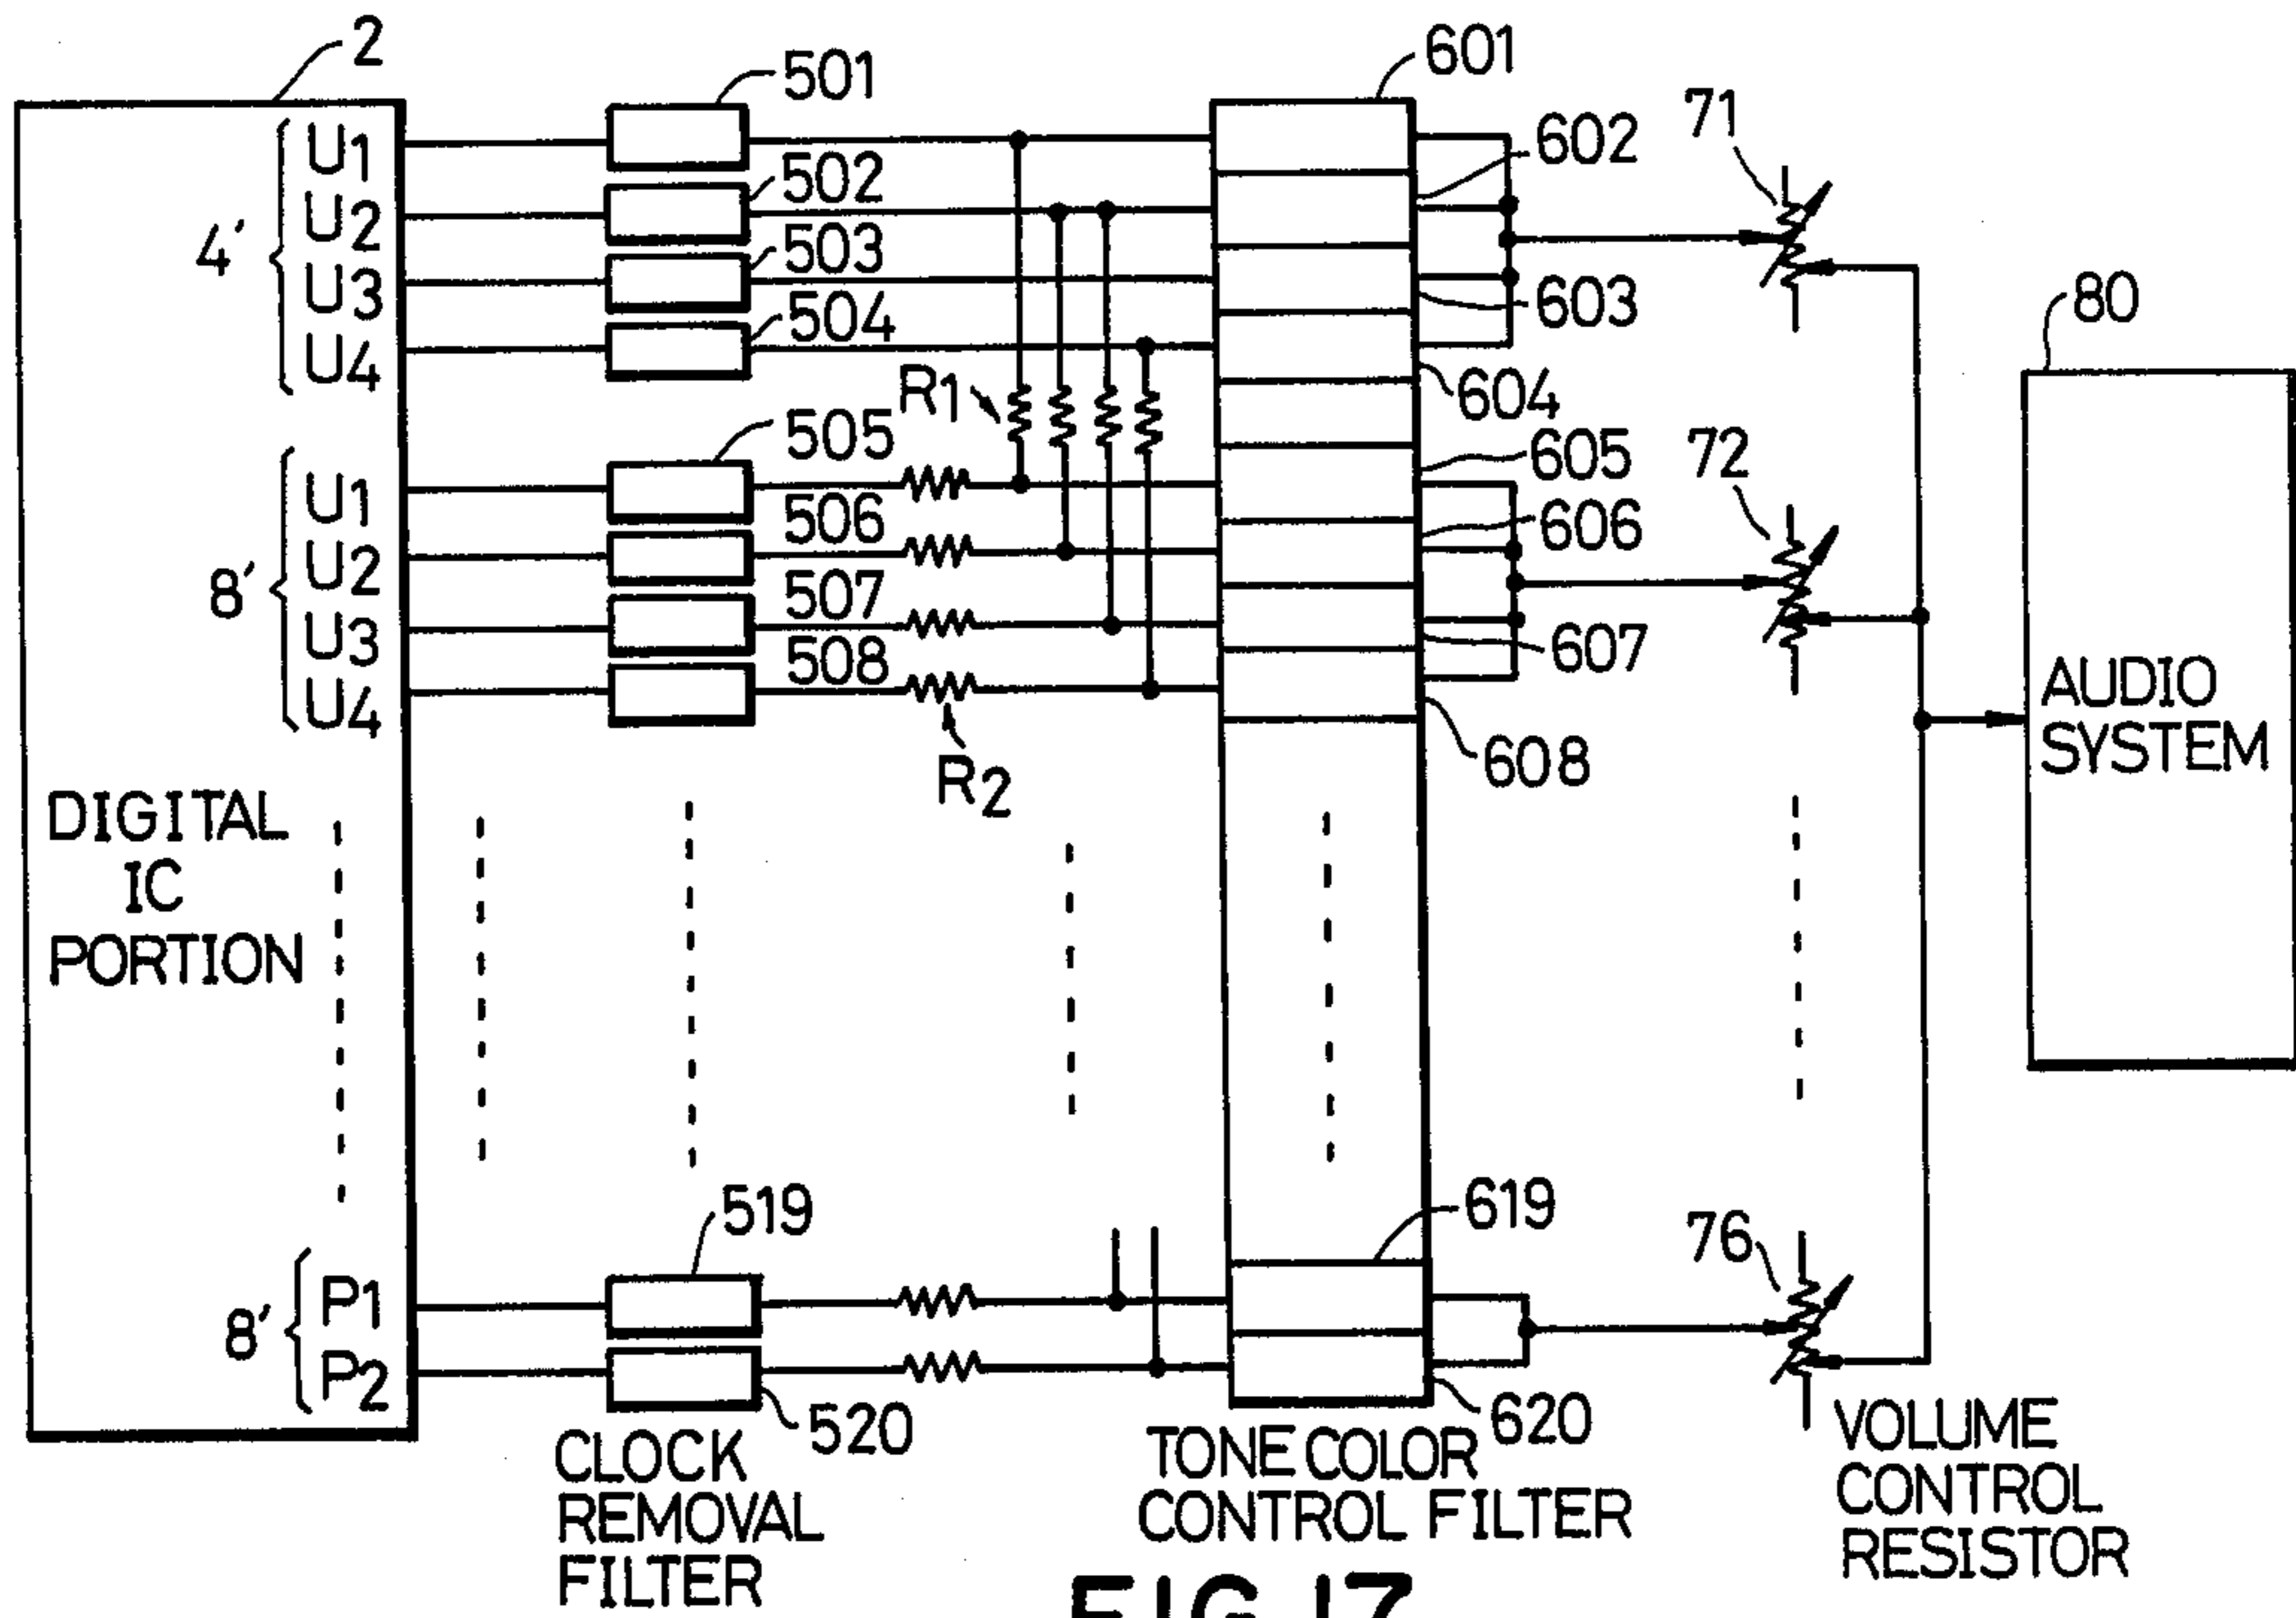 2
501
601
71
4'
U1
U2
U3
U4
502
503
504
602
603
604
80
R1
505
506
507
508
605
606
607
608
72
8'
U1
U2
U3
U4
R2
AUDIO
SYSTEM
DIGITAL
IC
PORTION
519
619
76
8'
P1
P2
520
620
CLOCK
REMOVAL
FILTER
TONE COLOR
CONTROL FILTER
VOLUME
CONTROL
RESISTOR
FIG.17